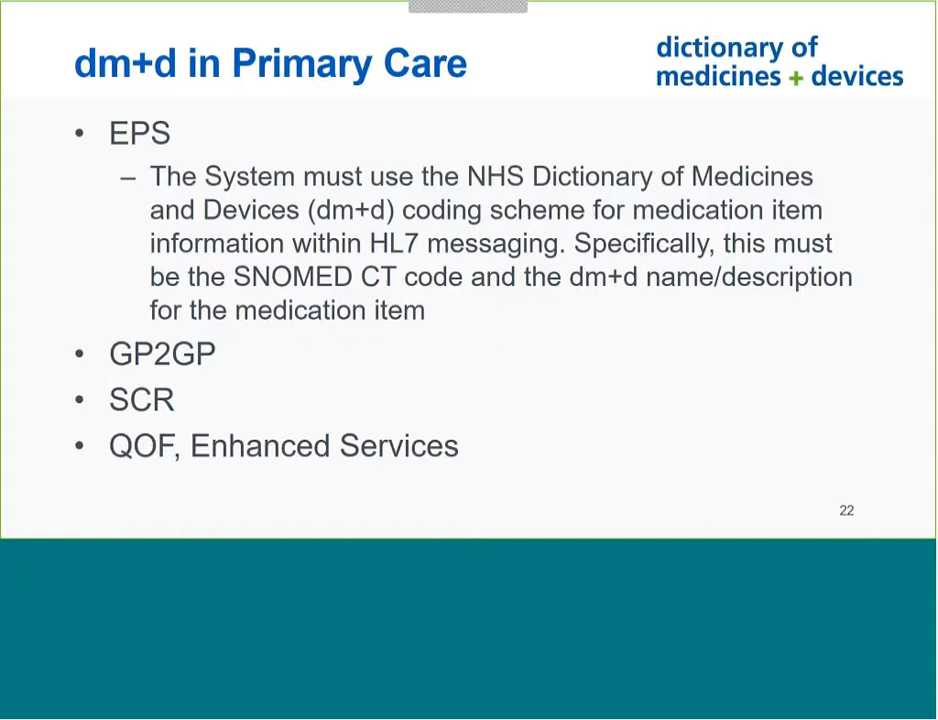 dm+d in Primary Care
dictionary of
medicines + devices
• EPS
– The System must use the NHS Dictionary of Medicines
and Devices (dm+d) coding scheme for medication item
information within HL7 messaging. Specifically, this must
be the SNOMED CT code and the dm+d name/description
for the medication item
• GP2GP
• SCR
• QOF, Enhanced Services
22